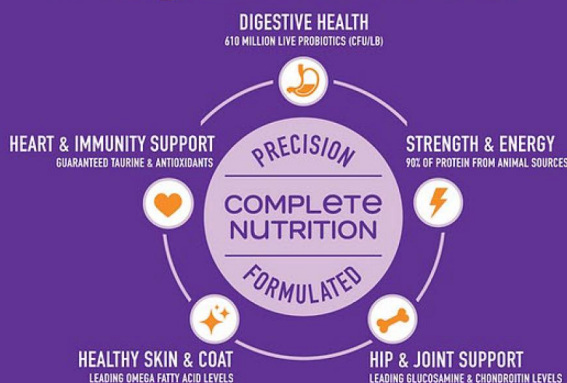 DIGESTIVE HEALTH
610 MILLION LIVE PROBIOTICS (CFU/LB)
HEART & IMMUNITY SUPPORT
GUARANTEED TAURINE & ANTIOXIDANTS
STRENGTH & ENERGY
90% OF PROTEIN FROM ANIMAL SOURCES
PRECISION
COMPLETE
NUTRITION
FORMULATED
HEALTHY SKIN & COAT
LEADING OMEGA FATTY ACID LEVELS
HIP & JOINT SUPPORT
LEADING GLUCOSAMINE & CHONDROITIN LEVELS